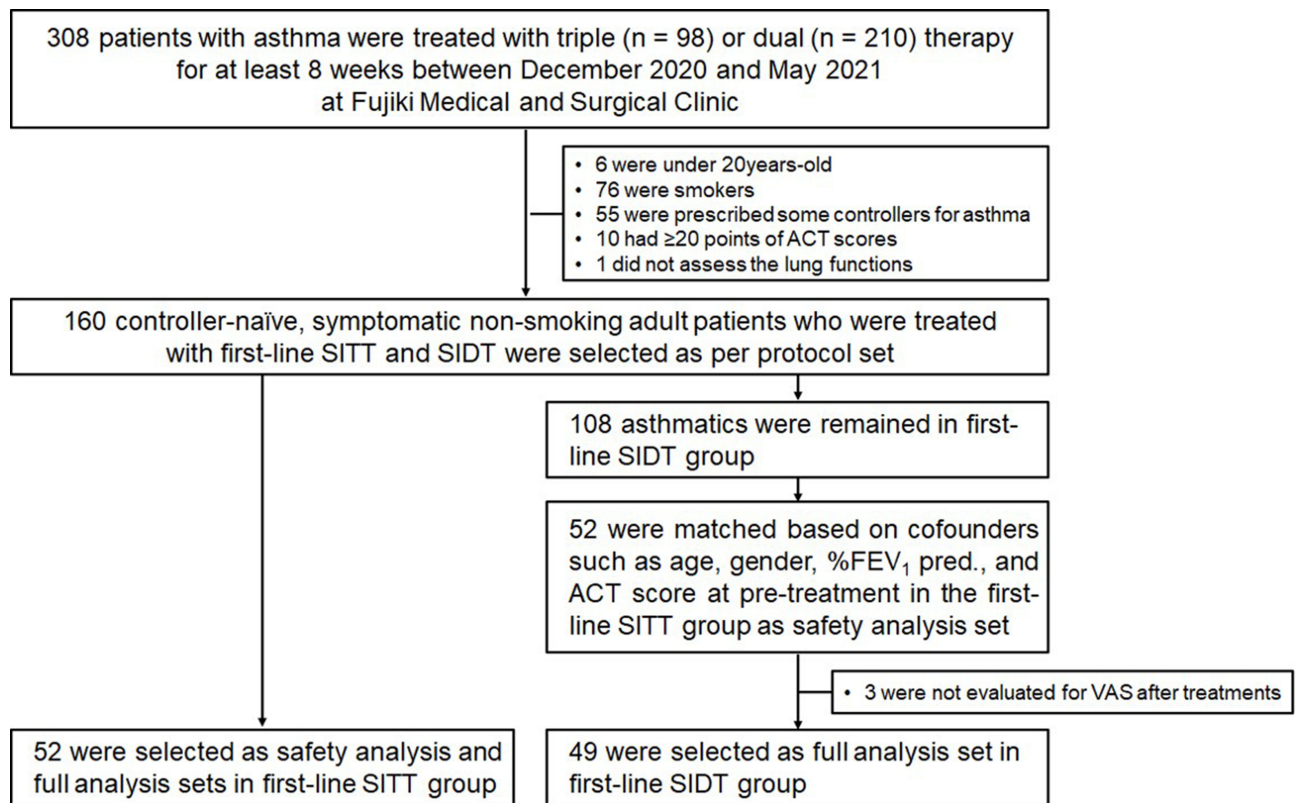 308 patients with asthma were treated with triple (n = 98) or dual (n = 210) therapy
for at least 8 weeks between December 2020 and May 2021
at Fujiki Medical and Surgical Clinic
• 6 were under 20years-old
• 76 were smokers
• 55 were prescribed some controllers for asthma
• 10 had ≥20 points of ACT scores
• 1 did not assess the lung functions
160 controller-naïve, symptomatic non-smoking adult patients who were treated
with first-line SITT and SIDT were selected as per protocol set
108 asthmatics were remained in first-
line SIDT group
52 were matched based on cofounders
such as age, gender, %FEV₁ pred., and
ACT score at pre-treatment in the first-
line SITT group as safety analysis set
• 3 were not evaluated for VAS after treatments
52 were selected as safety analysis and
full analysis sets in first-line SITT group
49 were selected as full analysis set in
first-line SIDT group